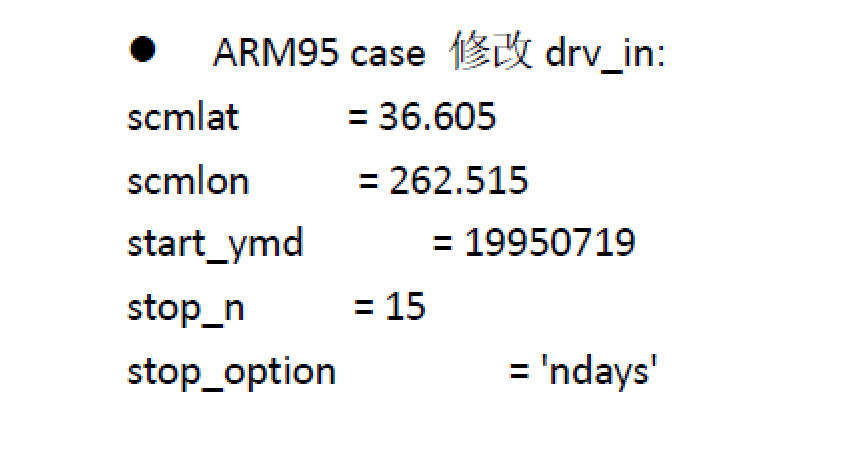 ● ARM95 case 修改 drv_in:
scmlat = 36.605
scmlon = 262.515
start_ymd = 19950719
stop_n = 15
stop_option = 'ndays'